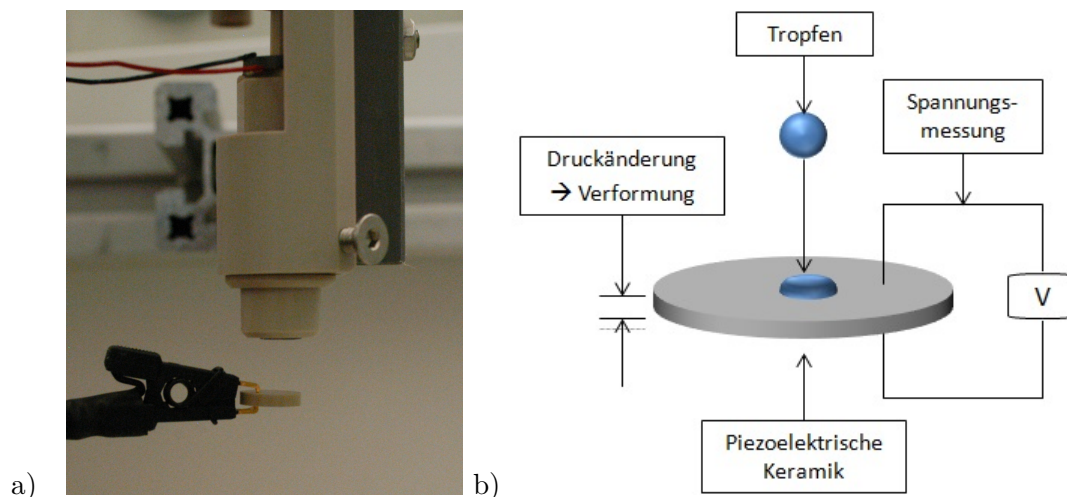 Tropfen
Spannungs-
messung
Druckänderung
→ Verformung
V
Piezoelektrische
Keramik
a)
b)